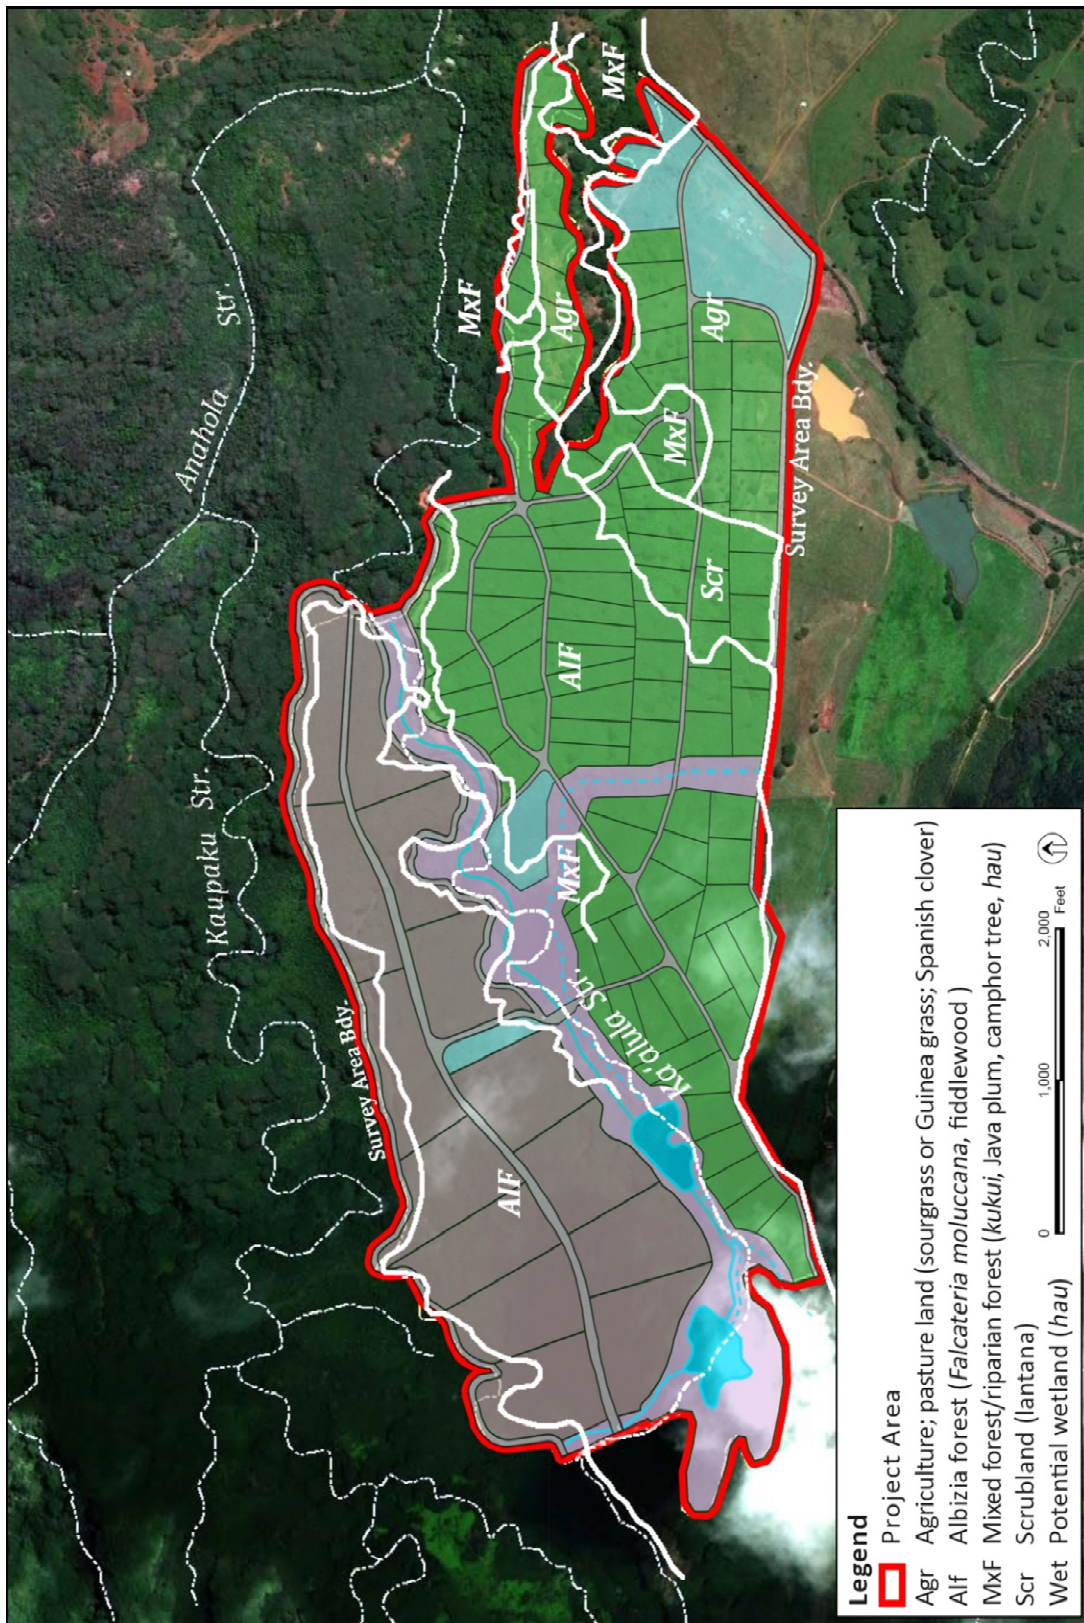 Anahola Str.
Kaupaku Str.
Survey Area Bdy.
AlF
Ka'alula Str.
MxF
AlF
Scr
MxF
Agr
MxF
Agr
MxF
Survey Area Bdy.
Legend
Project Area
Agr Agriculture; pasture land (sourgrass or Guinea grass; Spanish clover)
Alf Albizia forest (Falcateria moluccana, fiddlewood )
MxF Mixed forest/riparian forest (kukui, Java plum, camphor tree, hau)
Scr Scrubland (lantana)
Wet Potential wetland (hau)
0 1,000 2,000
Feet